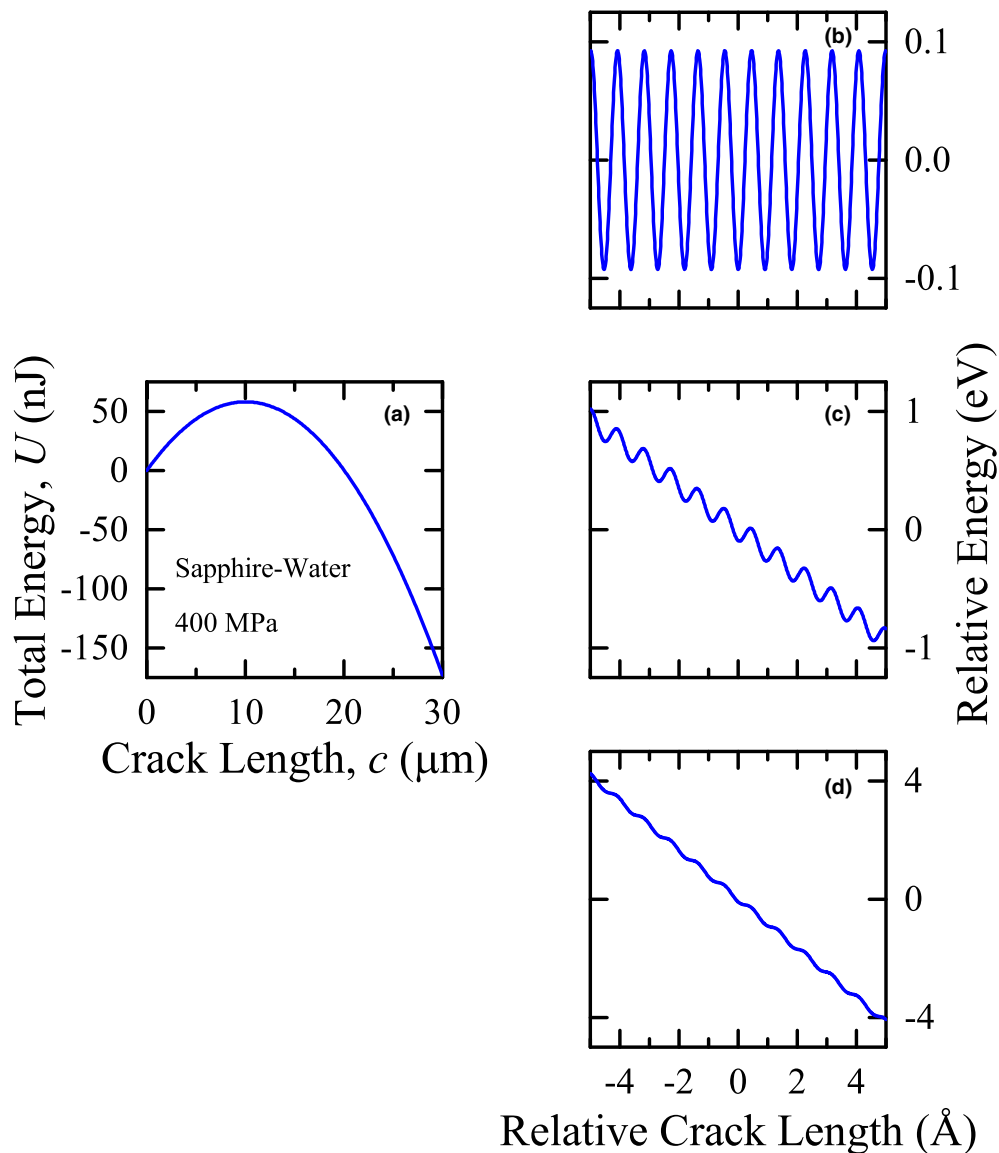 (b)
0.1
0.0
-0.1
Total Energy, U (nJ)
50
0
-50
-100
-150
(a)
Sapphire-Water
400 MPa
0 10 20 30
Crack Length, c (μm)
(c)
1
0
-1
Relative Energy (eV)
(d)
4
0
-4
-4 -2 0 2 4
Relative Crack Length (Å)